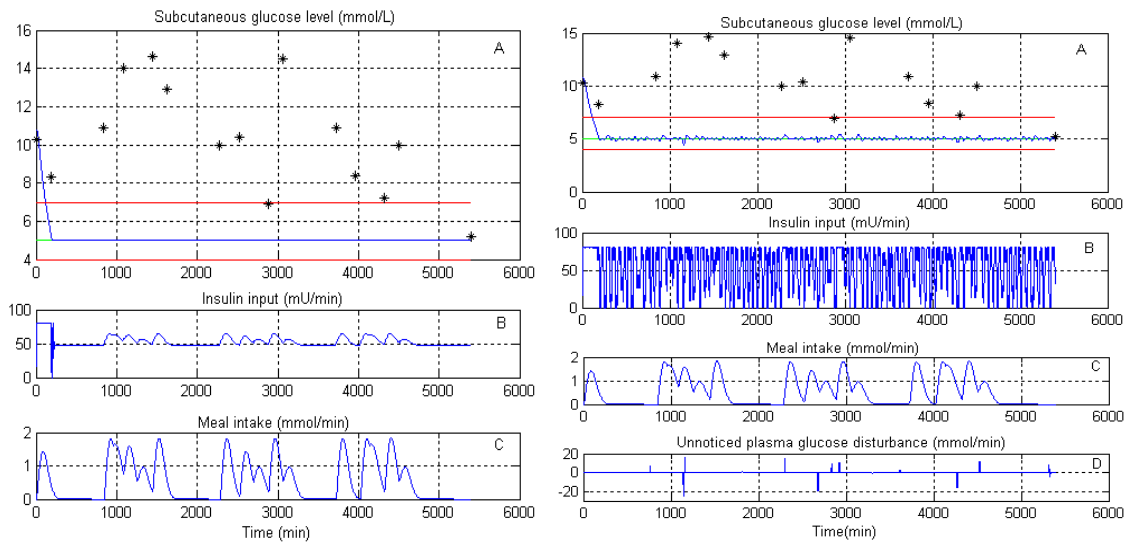 Subcutaneous glucose level (mmol/L)
16
14
12
10
8
6
4
A
0 1000 2000 3000 4000 5000 6000
Insulin input (mU/min)
100
50
0
B
0 1000 2000 3000 4000 5000 6000
Meal intake (mmol/min)
2
1
0
C
0 1000 2000 3000 4000 5000 6000
Time (min)
Subcutaneous glucose level (mmol/L)
15
10
5
0
A
0 1000 2000 3000 4000 5000 6000
Insulin input (mU/min)
100
50
0
B
0 1000 2000 3000 4000 5000 6000
Meal intake (mmol/min)
2
1
0
C
0 1000 2000 3000 4000 5000 6000
Unnoticed plasma glucose disturbance (mmol/min)
20
0
-20
D
0 1000 2000 3000 4000 5000 6000
Time(min)